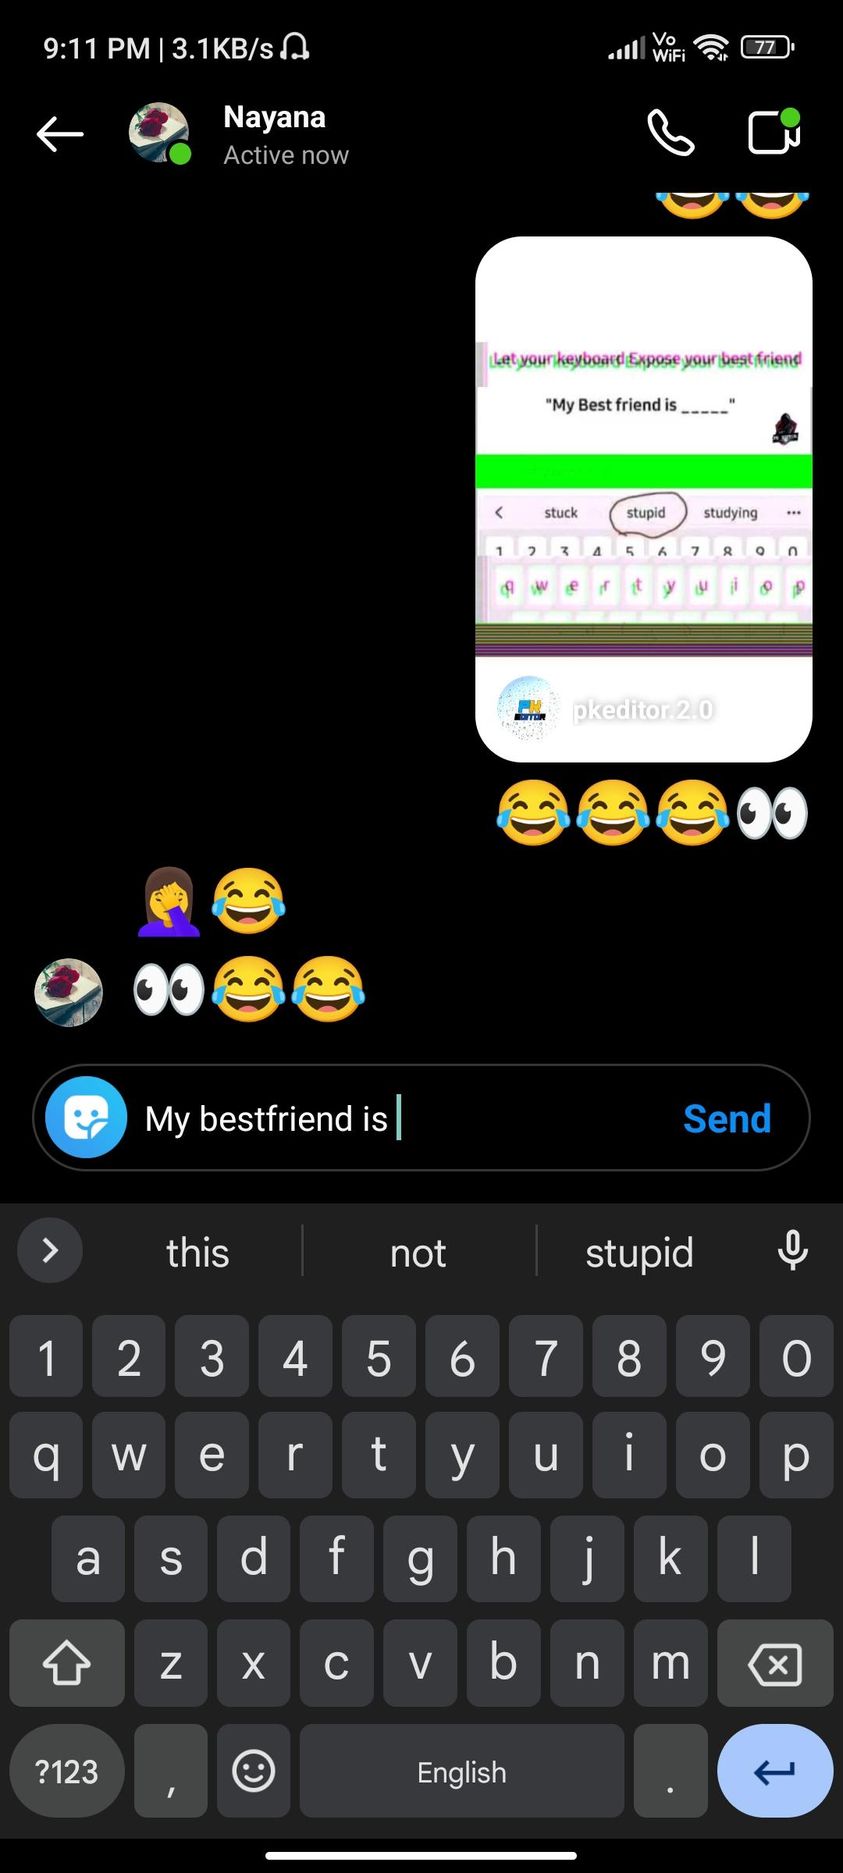 9:11 PM | 3.1KB/s
Vo
WiFi
77
Nayana
Active now
Let your keyboard Expose your best friend
"My Best friend is _____"
stuck stupid studying ...
1 2 3 4 5 6 7 8 9 0
q w e r t y u i o p
PK
EDITOR
pkeditor.2.0
😂😂😂👀
🤦‍♀️😂
👀😂😂
My bestfriend is
Send
this not stupid
1 2 3 4 5 6 7 8 9 0
q w e r t y u i o p
a s d f g h j k l
z x c v b n m
?123 , English .